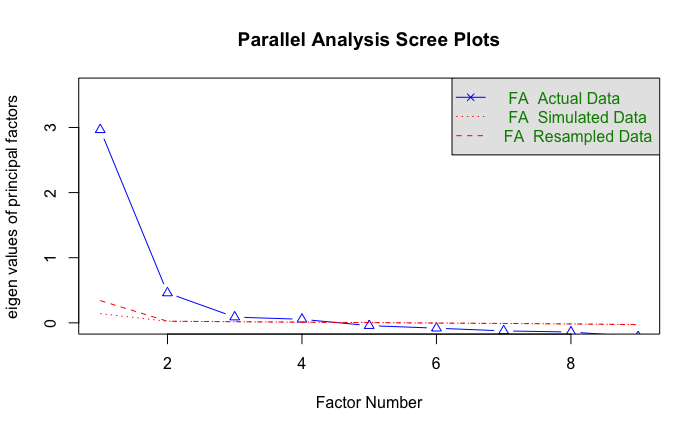 Parallel Analysis Scree Plots
FA Actual Data
FA Simulated Data
FA Resampled Data
eigen values of principal factors
3
2
1
0
2 4 6 8
Factor Number